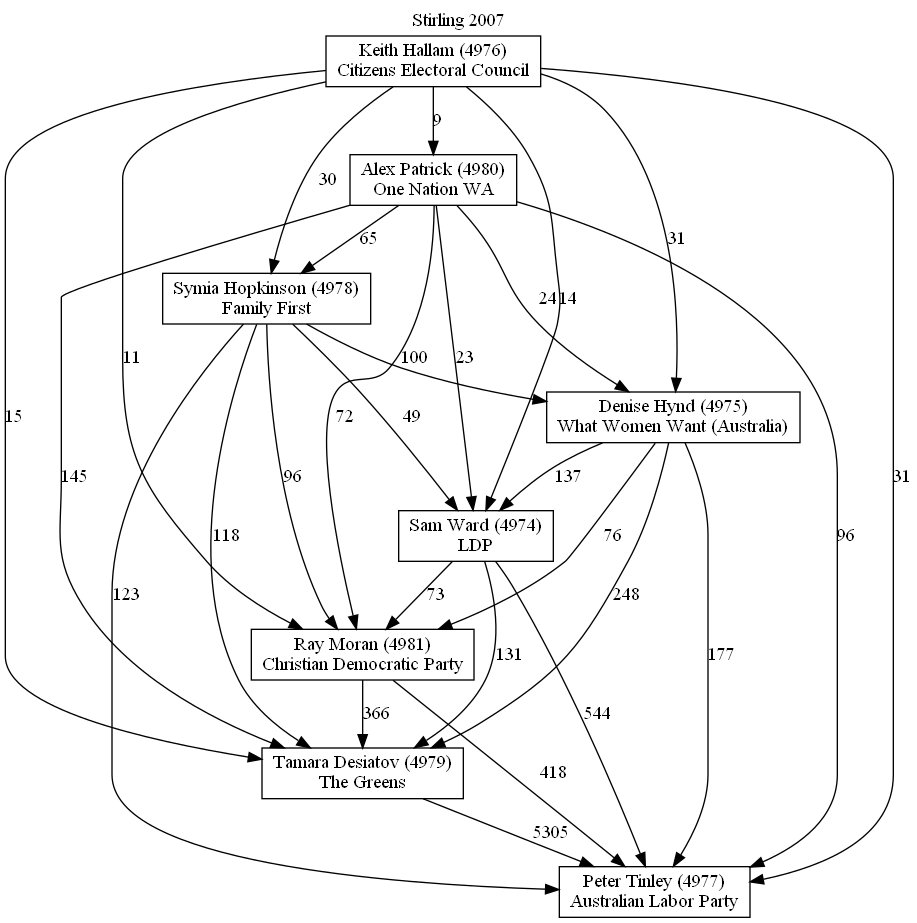 Stirling 2007
Keith Hallam (4976)
Citizens Electoral Council
9
Alex Patrick (4980)
One Nation WA
30
65
31
Symia Hopkinson (4978)
Family First
24
14
11
100
23
Denise Hynd (4975)
What Women Want (Australia)
15
72
49
145
96
137
31
Sam Ward (4974)
LDP
118
76
96
123
73
248
Ray Moran (4981)
Christian Democratic Party
131
177
366
544
Tamara Desiatov (4979)
The Greens
418
5305
Peter Tinley (4977)
Australian Labor Party